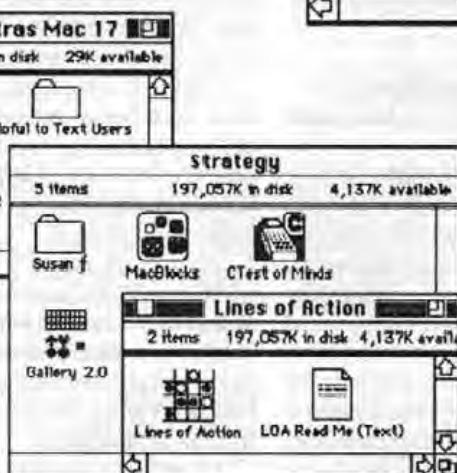 tras Mac 17
n disk 29K available
lpful to Text Users
Strategy
5 items 197,057K in disk 4,137K available
Susan ƒ MacBlocks CTest of Minds
Lines of Action
2 items 197,057K in disk 4,137K availa
Gallery 2.0
Lines of Action LOA Read Me (Text)